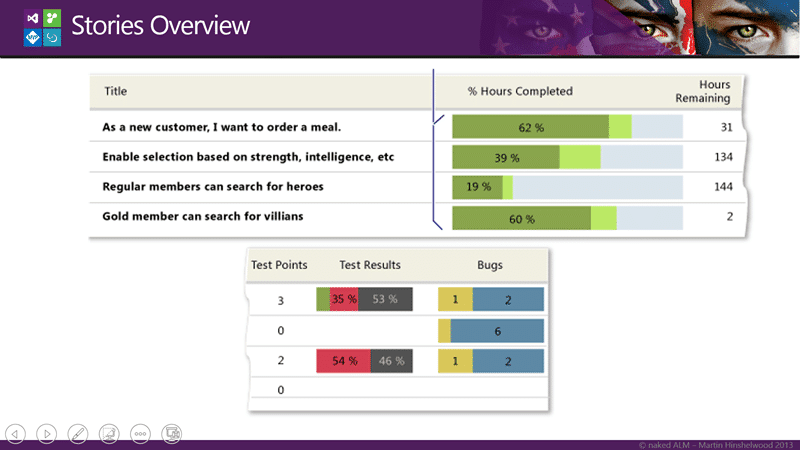 Stories Overview
Title % Hours Completed Hours
Remaining
As a new customer, I want to order a meal. 62 % 31
Enable selection based on strength, intelligence, etc 39 % 134
Regular members can search for heroes 19 % 144
Gold member can search for villians 60 % 2
Test Points Test Results Bugs
3 35 % 53 % 1 2
0 6
2 54 % 46 % 1 2
0
© naked ALM – Martin Hinshelwood 2013